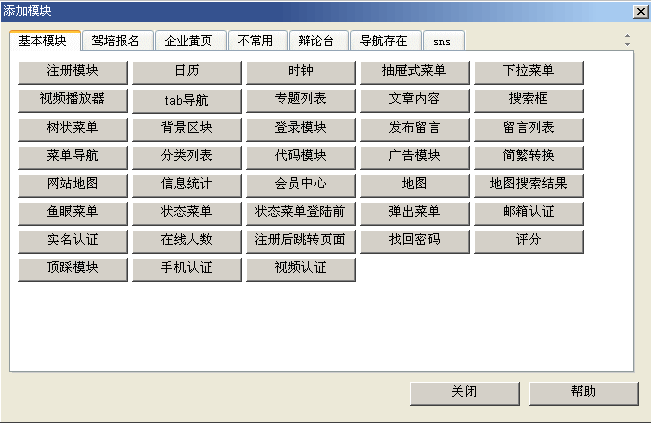 添加模块
基本模块 驾培报名 企业黄页 不常用 辩论台 导航存在 sns
注册模块 日历 时钟 抽屉式菜单 下拉菜单
视频播放器 tab导航 专题列表 文章内容 搜索框
树状菜单 背景区块 登录模块 发布留言 留言列表
菜单导航 分类列表 代码模块 广告模块 简繁转换
网站地图 信息统计 会员中心 地图 地图搜索结果
鱼眼菜单 状态菜单 状态菜单登陆前 弹出菜单 邮箱认证
实名认证 在线人数 注册后跳转页面 找回密码 评分
顶踩模块 手机认证 视频认证
关闭 帮助